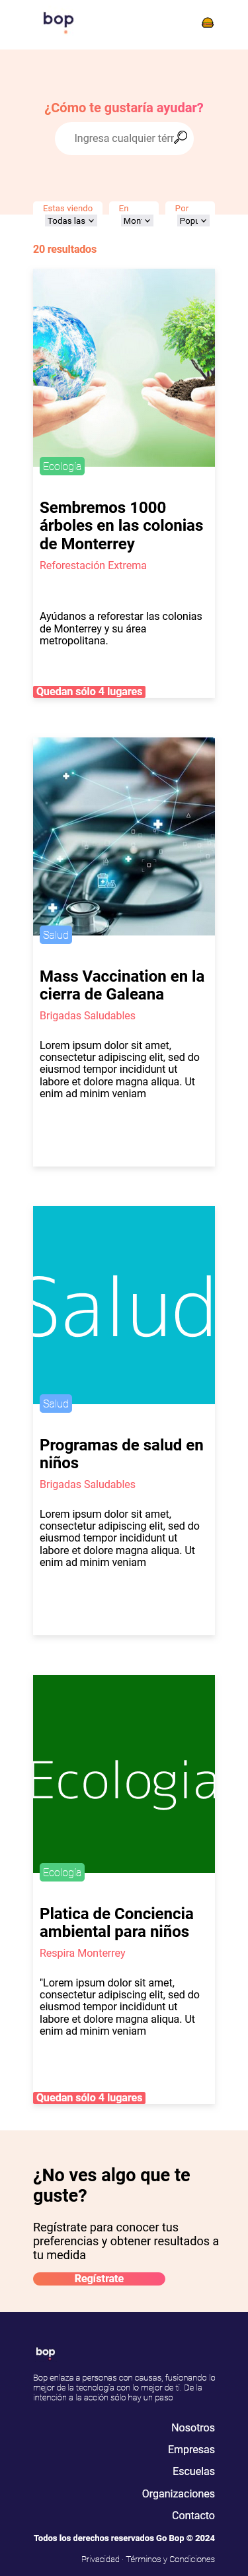 bop
¿Cómo te gustaría ayudar?
Ingresa cualquier térr
Estas viendo
En
Por
Todas las
Mon
Popu
20 resultados
Ecología
Sembremos 1000
árboles en las colonias
de Monterrey
Reforestación Extrema
Ayúdanos a reforestar las colonias
de Monterrey y su área
metropolitana.
Quedan sólo 4 lugares
Salud
Mass Vaccination en la
cierra de Galeana
Brigadas Saludables
Lorem ipsum dolor sit amet,
consectetur adipiscing elit, sed do
eiusmod tempor incididunt ut
labore et dolore magna aliqua. Ut
enim ad minim veniam
Salud
Salud
Programas de salud en
niños
Brigadas Saludables
Lorem ipsum dolor sit amet,
consectetur adipiscing elit, sed do
eiusmod tempor incididunt ut
labore et dolore magna aliqua. Ut
enim ad minim veniam
Ecología
Ecología
Platica de Conciencia
ambiental para niños
Respira Monterrey
"Lorem ipsum dolor sit amet,
consectetur adipiscing elit, sed do
eiusmod tempor incididunt ut
labore et dolore magna aliqua. Ut
enim ad minim veniam
Quedan sólo 4 lugares
¿No ves algo que te
guste?
Regístrate para conocer tus
preferencias y obtener resultados a
tu medida
Regístrate
bop
Bop enlaza a personas con causas, fusionando lo
mejor de la tecnología con lo mejor de tí. De la
intención a la acción sólo hay un paso
Nosotros
Empresas
Escuelas
Organizaciones
Contacto
Todos los derechos reservados Go Bop © 2024
Privacidad · Términos y Condiciones